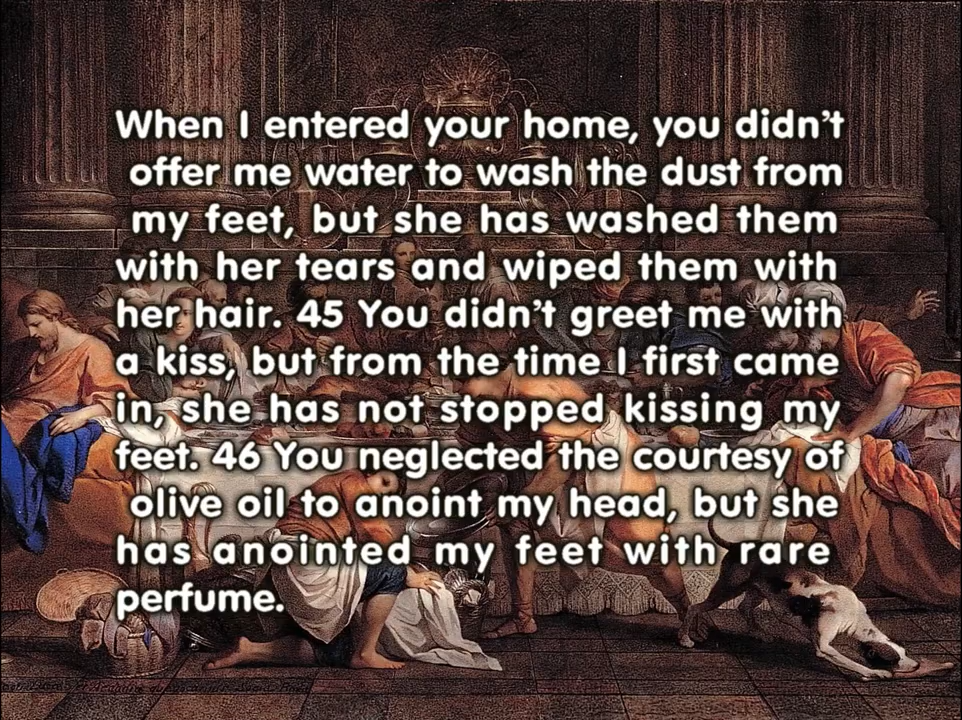 When I entered your home, you didn't
offer me water to wash the dust from
my feet, but she has washed them
with her tears and wiped them with
her hair. 45 You didn't greet me with
a kiss, but from the time I first came
in, she has not stopped kissing my
feet. 46 You neglected the courtesy of
olive oil to anoint my head, but she
has anointed my feet with rare
perfume.